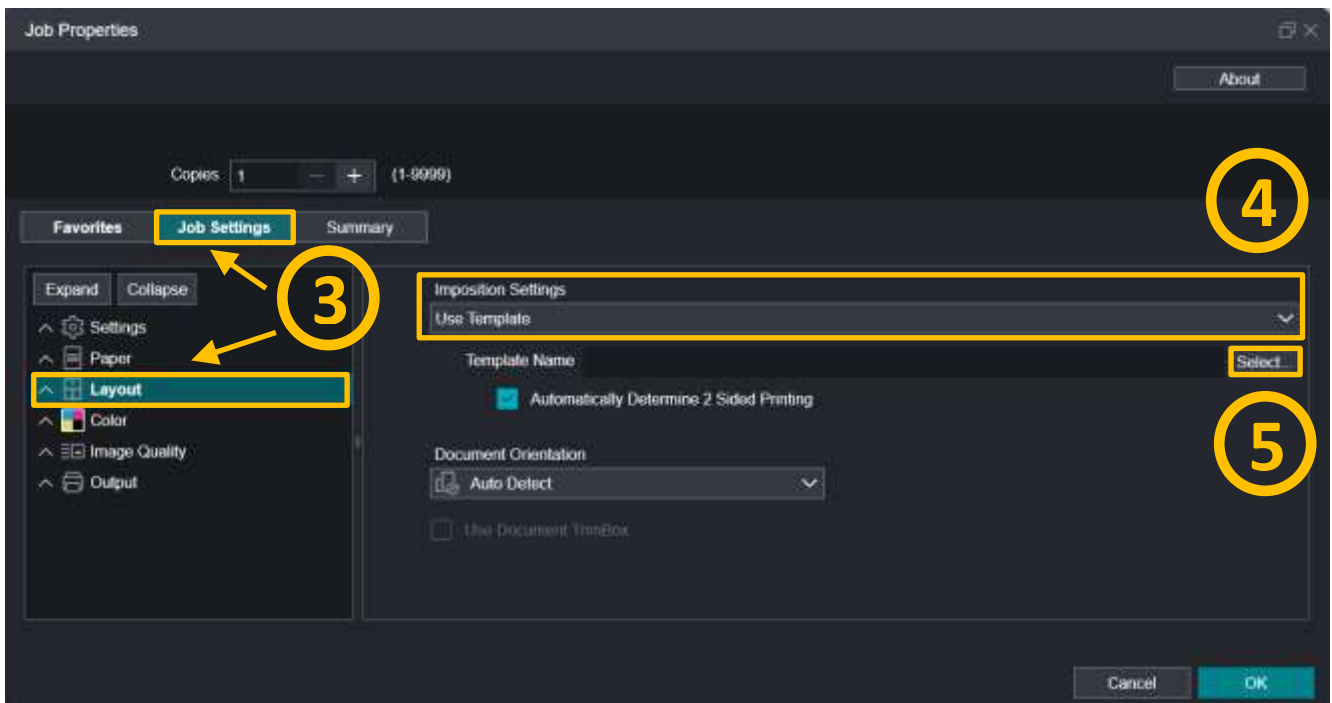 Job Properties
About
Copies 1 − + (1-9999)
4
Favorites Job Settings Summary
3
Expand Collapse
Settings
Paper
Layout
Color
Image Quality
Output
Imposition Settings
Use Template
Template Name Select...
Automatically Determine 2 Sided Printing
5
Document Orientation
Auto Detect
Use Document TrimBox
Cancel OK